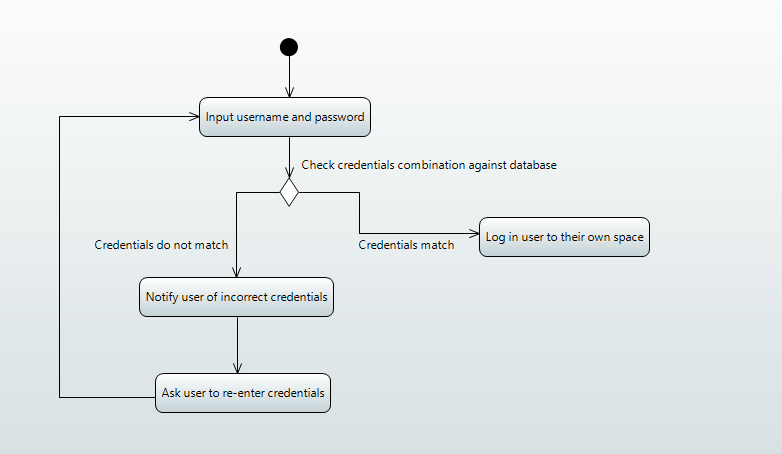 Input username and password
Check credentials combination against database
Credentials do not match
Credentials match
Log in user to their own space
Notify user of incorrect credentials
Ask user to re-enter credentials